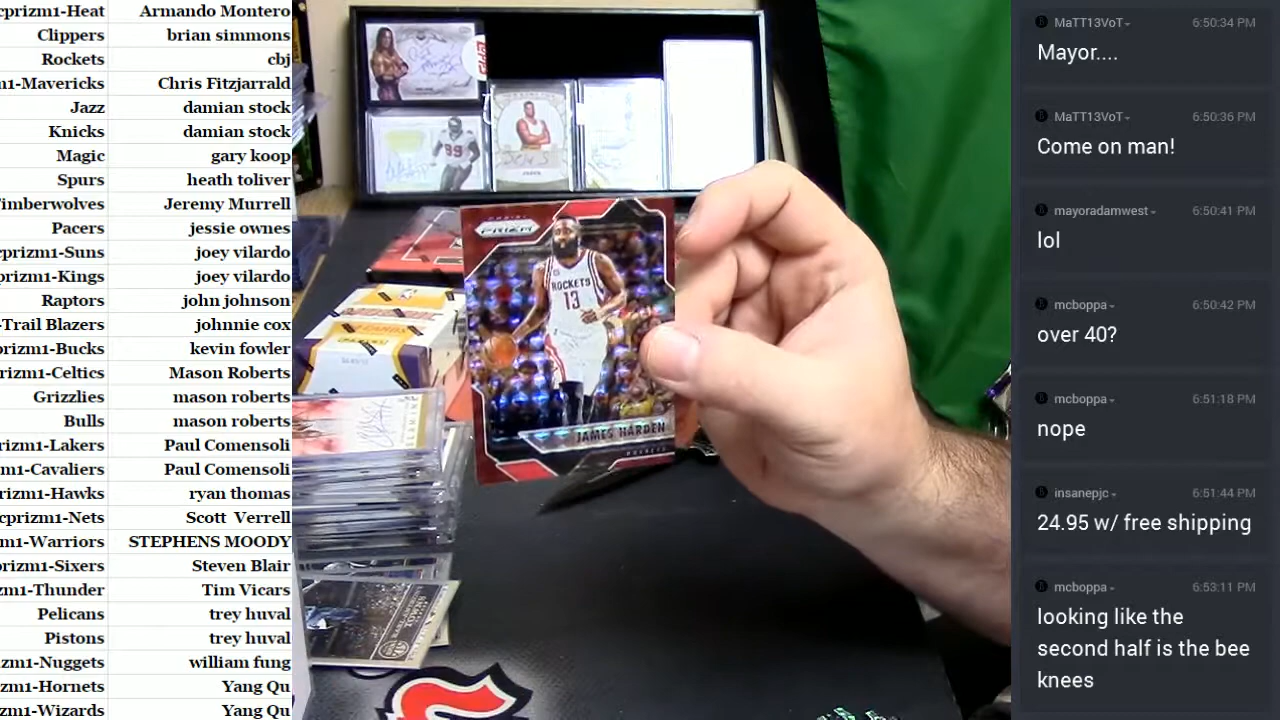 cprizm1-Heat Armando Montero
Clippers brian simmons
Rockets cbj
n1-Mavericks Chris Fitzjarrald
Jazz damian stock
Knicks damian stock
Magic gary koop
Spurs heath toliver
imberwolves Jeremy Murrell
Pacers jessie ownes
cprizm1-Suns joey vilardo
prizm1-Kings joey vilardo
Raptors john johnson
-Trail Blazers johnnie cox
orizm1-Bucks kevin fowler
rizm1-Celtics Mason Roberts
Grizzlies mason roberts
Bulls mason roberts
rizm1-Lakers Paul Comensoli
m1-Cavaliers Paul Comensoli
rizm1-Hawks ryan thomas
cprizm1-Nets Scott Verrell
m1-Warriors STEPHENS MOODY
orizm1-Sixers Steven Blair
zm1-Thunder Tim Vicars
Pelicans trey huval
Pistons trey huval
zm1-Nuggets william fung
zm1-Hornets Yang Qu
zm1-Wizards Yang Qu
99
PRIZM
ROCKETS
13
JAMES HARDEN
ROCKETS
MaTT13VoT 6:50:34 PM
Mayor....
MaTT13VoT 6:50:36 PM
Come on man!
mayoradamwest 6:50:41 PM
lol
mcboppa 6:50:42 PM
over 40?
mcboppa 6:51:18 PM
nope
insanepjc 6:51:44 PM
24.95 w/ free shipping
mcboppa 6:53:11 PM
looking like the
second half is the bee
knees